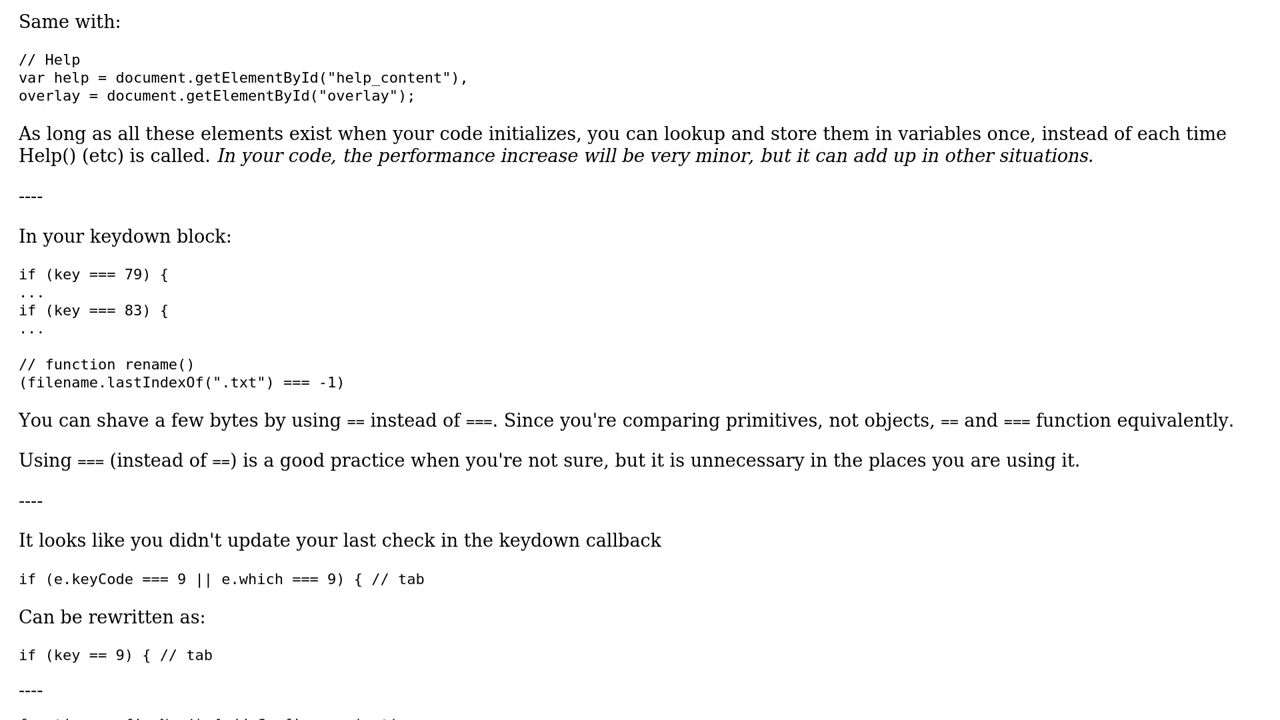 Same with:
// Help
var help = document.getElementById("help_content"),
overlay = document.getElementById("overlay");
As long as all these elements exist when your code initializes, you can lookup and store them in variables once, instead of each time
Help() (etc) is called. In your code, the performance increase will be very minor, but it can add up in other situations.
----
In your keydown block:
if (key === 79) {
...
if (key === 83) {
...
// function rename()
(filename.lastIndexOf(".txt") === -1)
You can shave a few bytes by using == instead of ===. Since you're comparing primitives, not objects, == and === function equivalently.
Using === (instead of ==) is a good practice when you're not sure, but it is unnecessary in the places you are using it.
----
It looks like you didn't update your last check in the keydown callback
if (e.keyCode === 9 || e.which === 9) { // tab
Can be rewritten as:
if (key == 9) { // tab
----